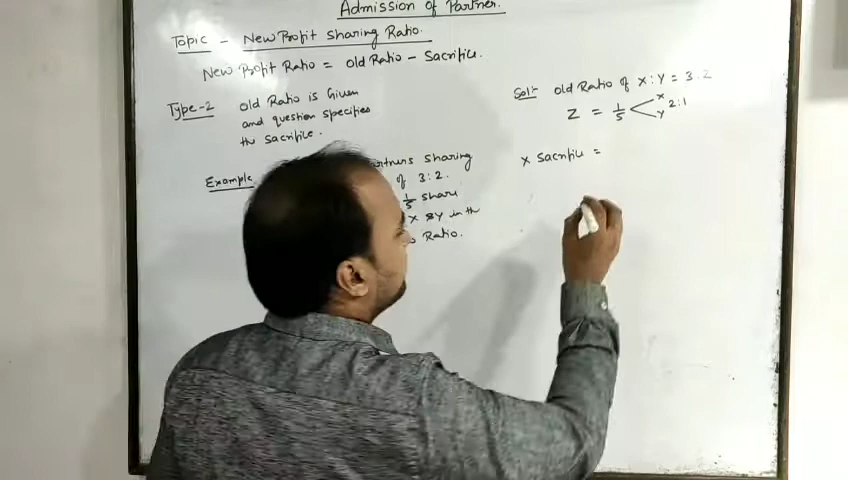 Admission of Partner.
Topic - New Profit sharing Ratio.
New Profit Ratio = old Ratio - Sacrifice.
Type-2 old Ratio is Given
and question specifies
the sacrifice.
Example
artners sharing
of 3:2.
1/5 share
X & Y in the
Ratio.
Sol:- old Ratio of X:Y = 3:2
Z = 1/5 < X Y 2:1
X sacrifice =